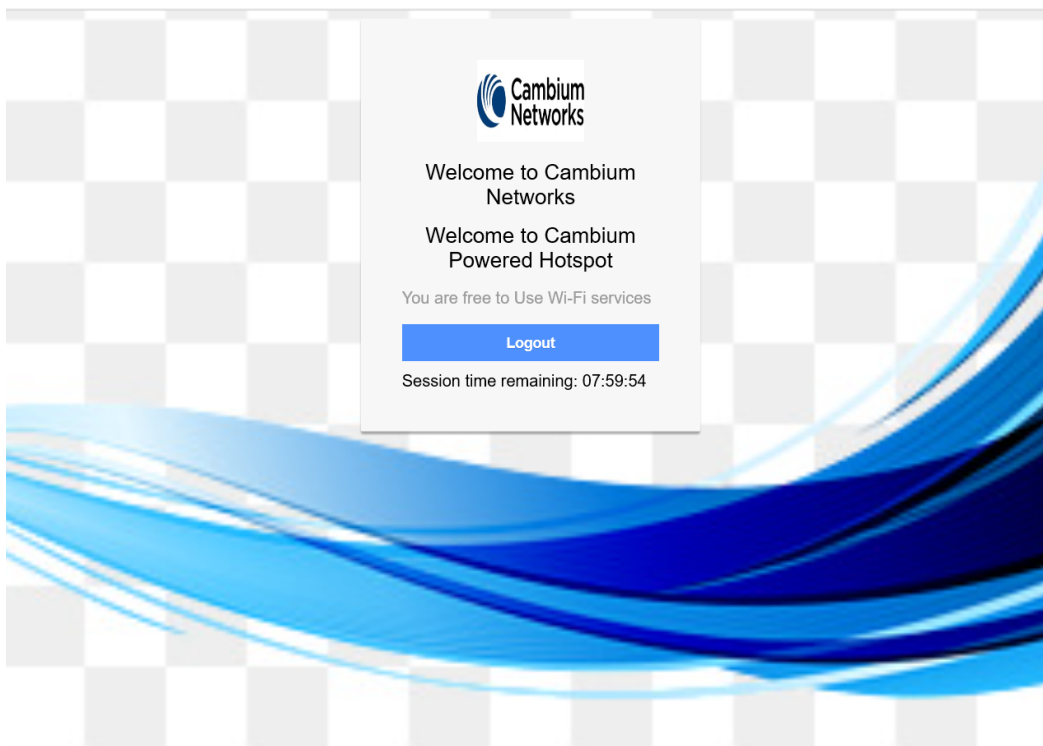 Cambium
Networks
Welcome to Cambium
Networks
Welcome to Cambium
Powered Hotspot
You are free to Use Wi-Fi services
Logout
Session time remaining: 07:59:54